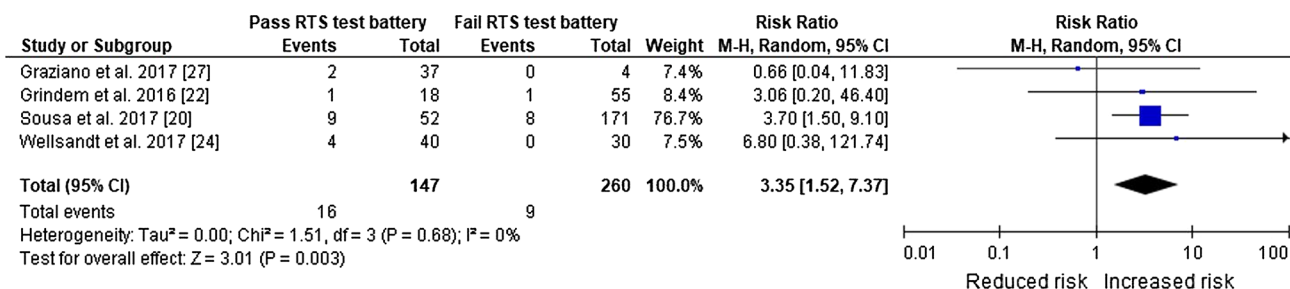 Pass RTS test battery Fail RTS test battery Risk Ratio Risk Ratio
Study or Subgroup Events Total Events Total Weight M-H, Random, 95% CI M-H, Random, 95% CI
Graziano et al. 2017 [27] 2 37 0 4 7.4% 0.66 [0.04, 11.83]
Grindem et al. 2016 [22] 1 18 1 55 8.4% 3.06 [0.20, 46.40]
Sousa et al. 2017 [20] 9 52 8 171 76.7% 3.70 [1.50, 9.10]
Wellsandt et al. 2017 [24] 4 40 0 30 7.5% 6.80 [0.38, 121.74]
Total (95% CI) 147 260 100.0% 3.35 [1.52, 7.37]
Total events 16 9
Heterogeneity: Tau² = 0.00; Chi² = 1.51, df = 3 (P = 0.68); I² = 0%
Test for overall effect: Z = 3.01 (P = 0.003)
0.01 0.1 1 10 100
Reduced risk Increased risk